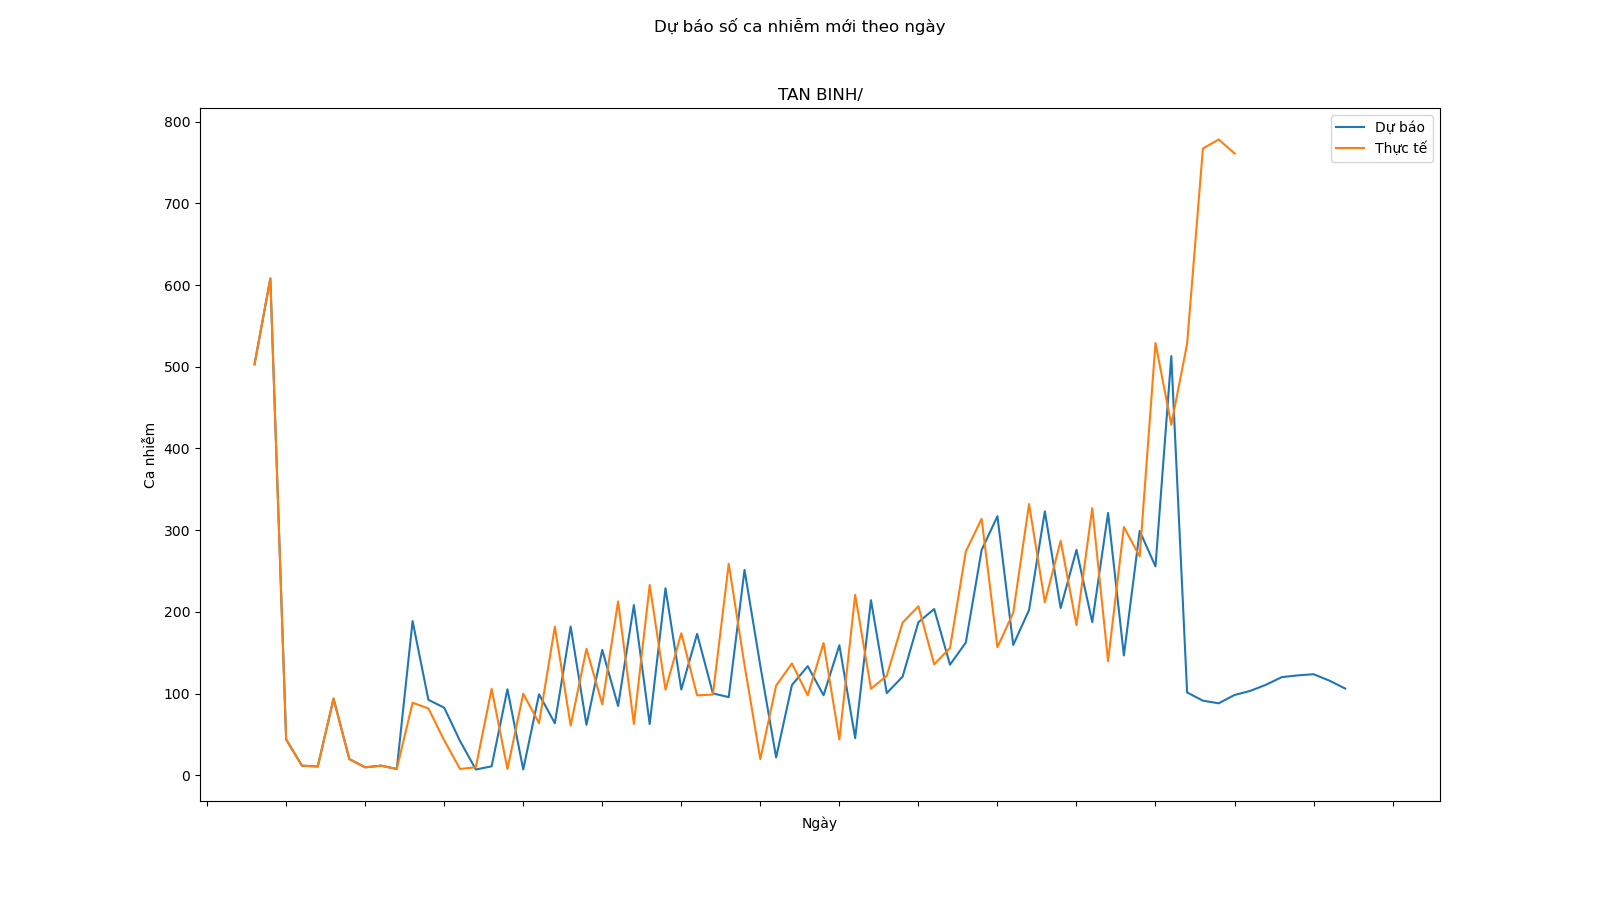 Dự báo số ca nhiễm mới theo ngày
TAN BINH/
800
700
600
500
400
300
200
100
0
Ca nhiễm
Ngày
Dự báo
Thực tế